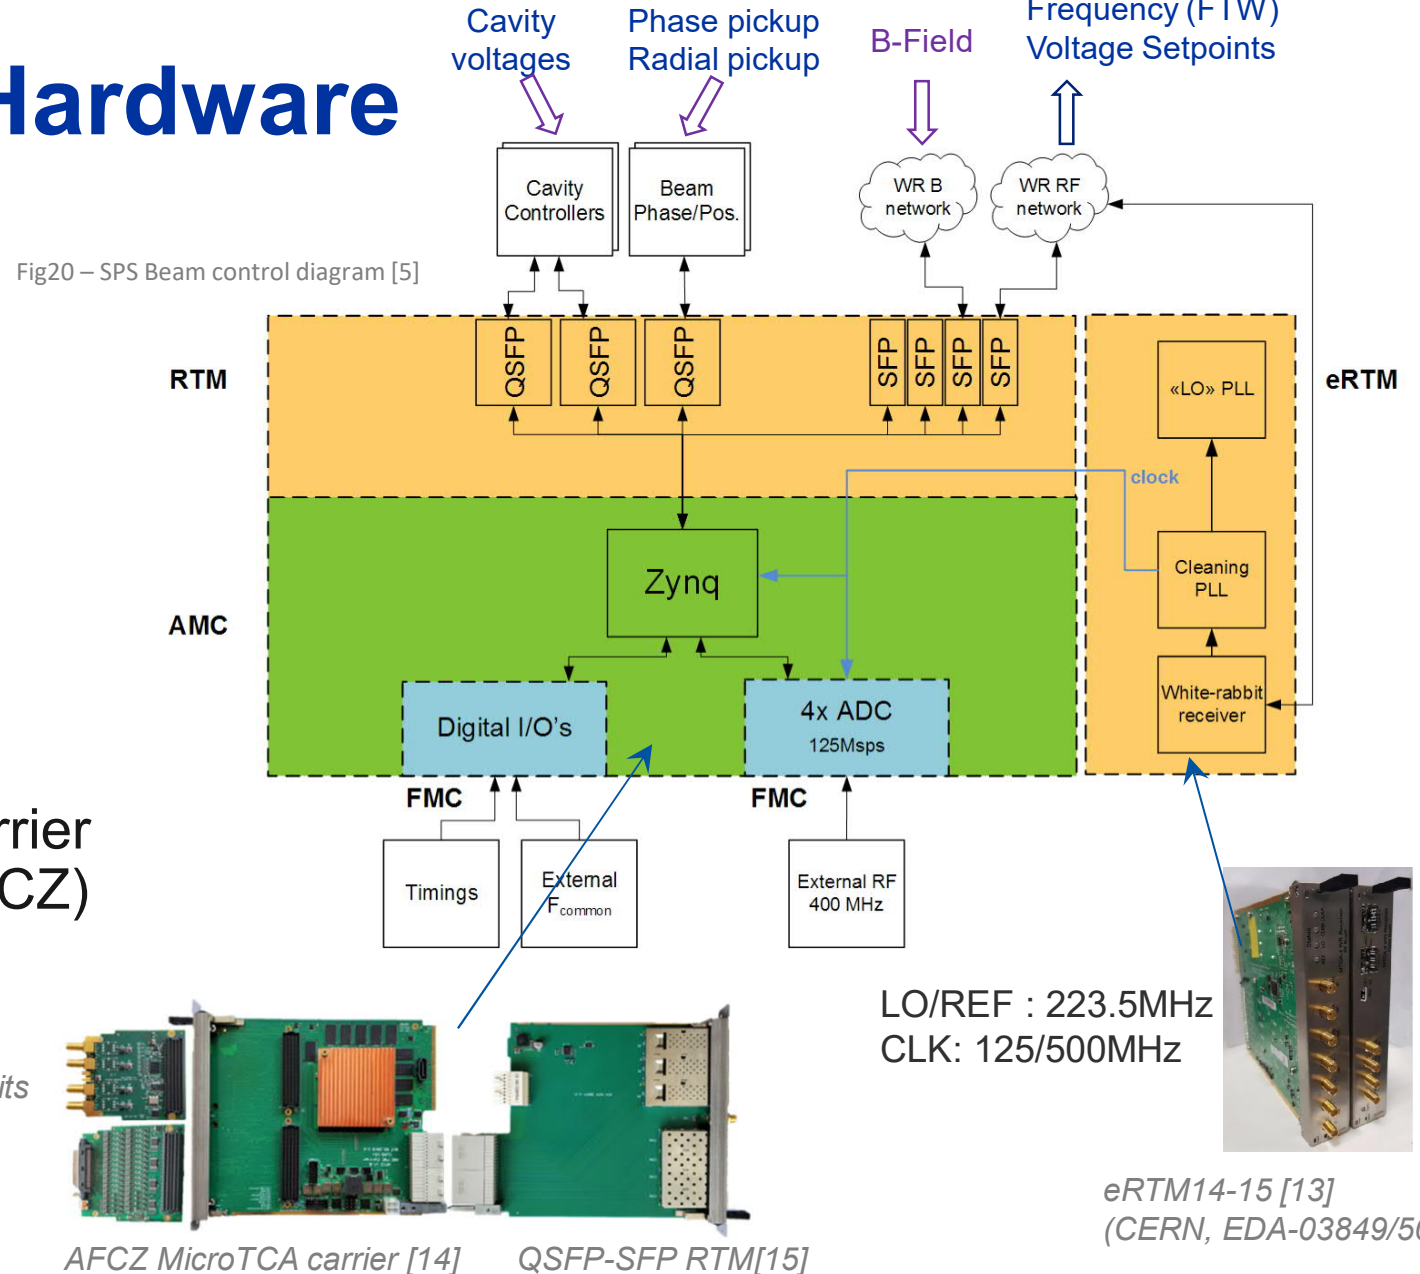 Hardware
Cavity
voltages
Phase pickup
Radial pickup
B-Field
Frequency (FTW)
Voltage Setpoints
Cavity
Controllers
Beam
Phase/Pos.
WR B
network
WR RF
network
Fig20 – SPS Beam control diagram [5]
RTM
QSFP
QSFP
QSFP
SFP
SFP
SFP
SFP
«LO» PLL
eRTM
clock
Zynq
Cleaning
PLL
AMC
White-rabbit
receiver
Digital I/O's
4x ADC
125Msps
FMC
FMC
rrier
CZ)
Timings
External
Fcommon
External RF
400 MHz
LO/REF : 223.5MHz
CLK: 125/500MHz
its
eRTM14-15 [13]
(CERN, EDA-03849/50
AFCZ MicroTCA carrier [14]
QSFP-SFP RTM[15]